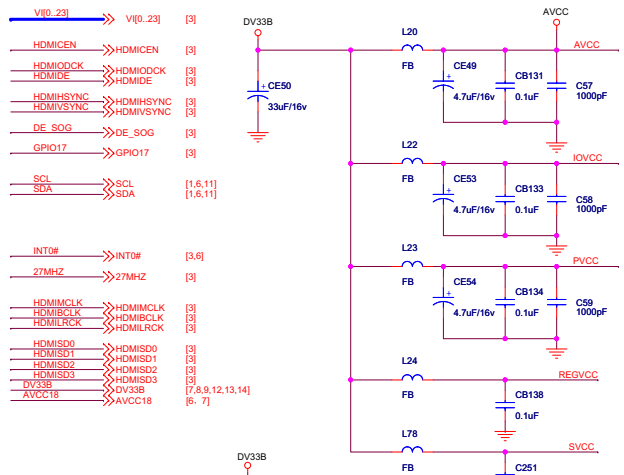 VI[0..23] VI[0..23] [3]
HDMICEN HDMICEN [3]
HDMIODCK HDMIODCK [3]
HDMIDE HDMIDE [3]
HDMIHSYNC HDMIHSYNC [3]
HDMIVSYNC HDMIVSYNC [3]
DE_SOG DE_SOG [3]
GPIO17 GPIO17 [3]
SCL SCL [1,6,11]
SDA SDA [1,6,11]
INT0# INT0# [3,6]
27MHZ 27MHZ [3]
HDMIMCLK HDMIMCLK [3]
HDMIBCLK HDMIBCLK [3]
HDMILRCK HDMILRCK [3]
HDMISD0 HDMISD0 [3]
HDMISD1 HDMISD1 [3]
HDMISD2 HDMISD2 [3]
HDMISD3 HDMISD3 [3]
DV33B DV33B [7,8,9,12,13,14]
AVCC18 AVCC18 [6, 7]
DV33B
+ CE50
33uF/16v
L20
FB
AVCC
AVCC
+ CE49
4.7uF/16v
CB131
0.1uF
C57
1000pF
L22
FB
IOVCC
+ CE53
4.7uF/16v
CB133
0.1uF
C58
1000pF
L23
FB
PVCC
+ CE54
4.7uF/16v
CB134
0.1uF
C59
1000pF
L24
FB
REGVCC
CB138
0.1uF
L78
FB
SVCC
C251
DV33B